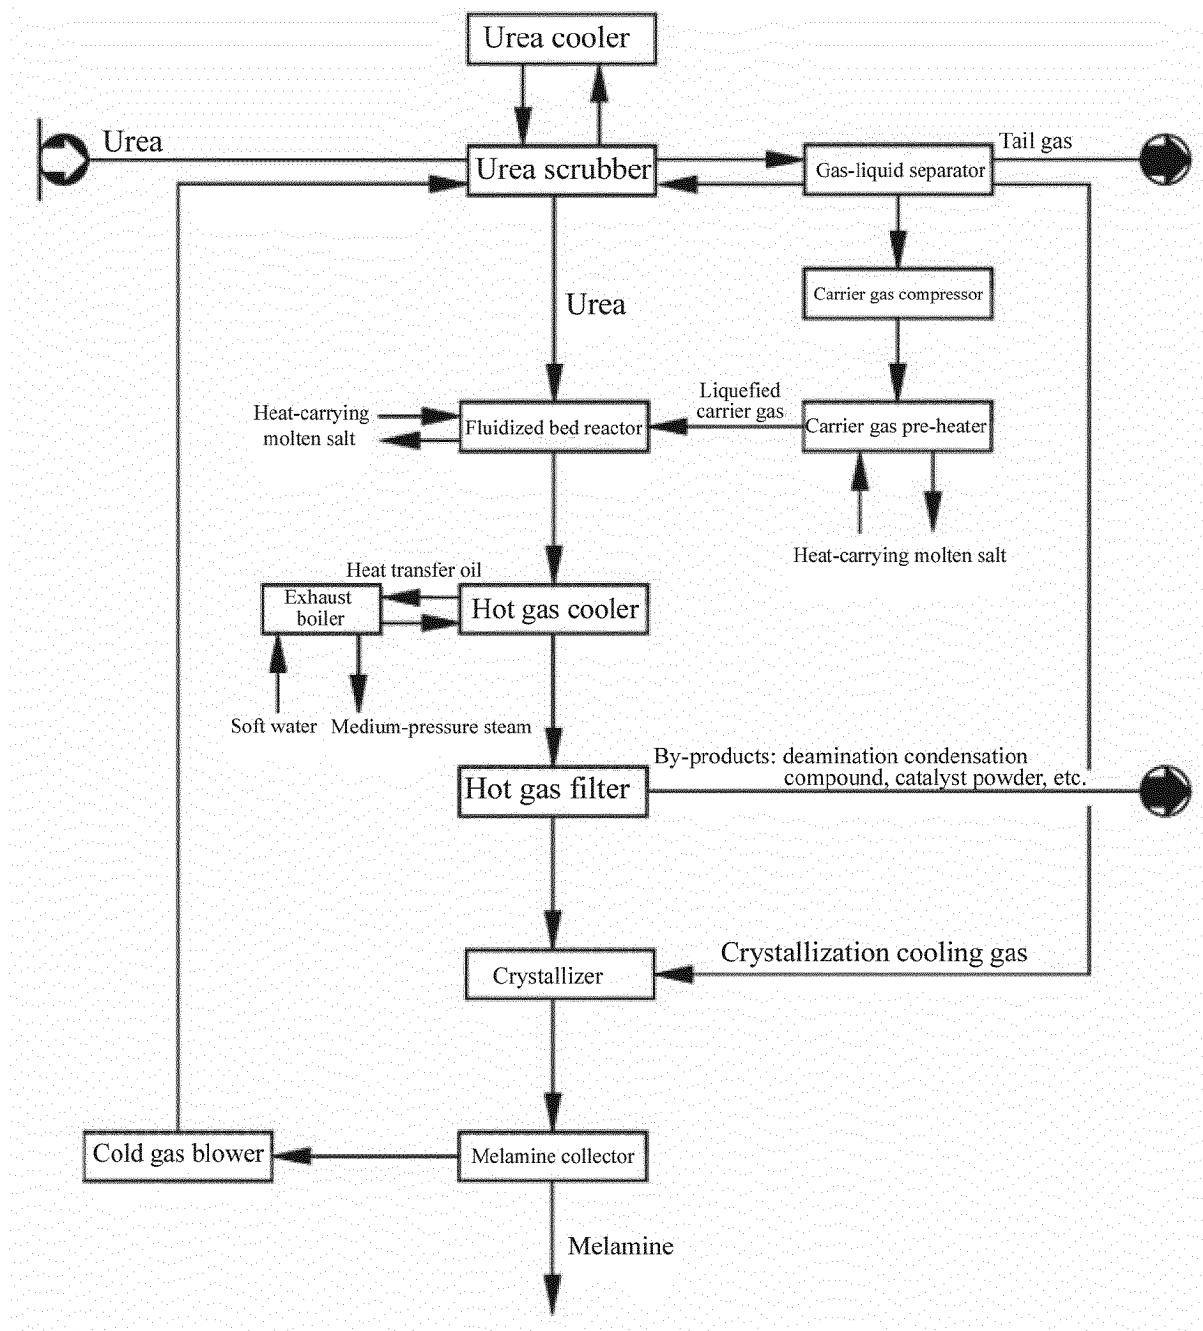 Urea cooler
Urea
Urea scrubber
Gas-liquid separator
Tail gas
Carrier gas compressor
Urea
Liquefied
carrier gas
Heat-carrying
molten salt
Fluidized bed reactor
Carrier gas pre-heater
Heat-carrying molten salt
Heat transfer oil
Exhaust
boiler
Hot gas cooler
Soft water
Medium-pressure steam
By-products: deamination condensation
compound, catalyst powder, etc.
Hot gas filter
Crystallization cooling gas
Crystallizer
Cold gas blower
Melamine collector
Melamine